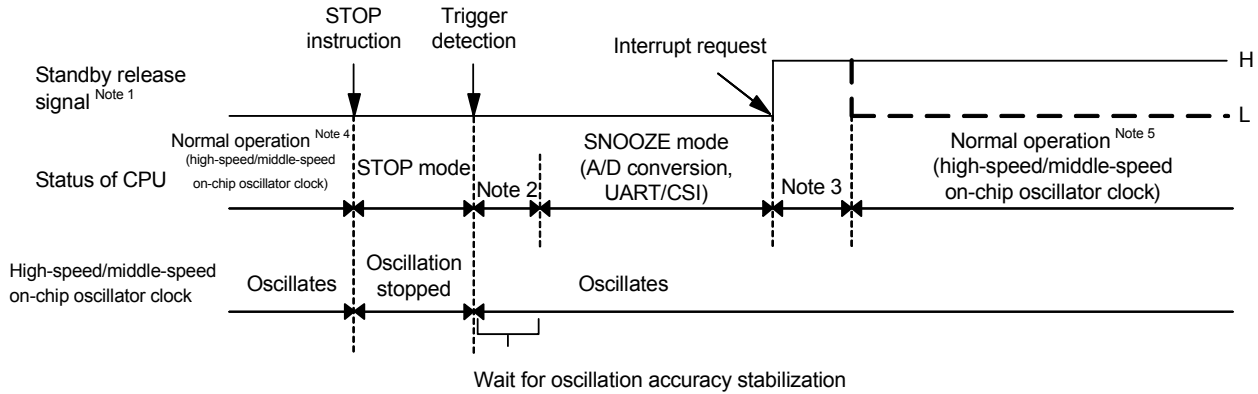 STOP
instruction
Trigger
detection
Interrupt request
Standby release
signal Note 1
H
L
Status of CPU
Normal operation Note 4
(high-speed/middle-speed
on-chip oscillator clock)
STOP mode
Note 2
SNOOZE mode
(A/D conversion,
UART/CSI)
Note 3
Normal operation Note 5
(high-speed/middle-speed
on-chip oscillator clock)
High-speed/middle-speed
on-chip oscillator clock
Oscillates
Oscillation
stopped
Oscillates
Wait for oscillation accuracy stabilization